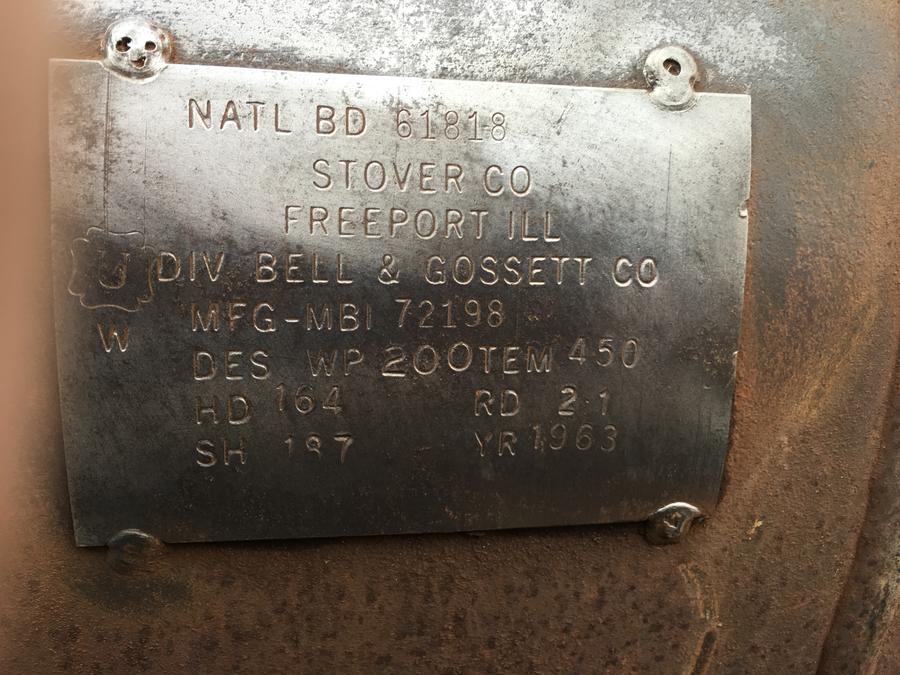 NATL BD 61818
STOVER CO
FREEPORT ILL
U DIV BELL & GOSSETT CO
MFG-MBI 72198
W
DES WP 200 TEM 450
HD 164 RD 2·1
SH 187 YR 1963